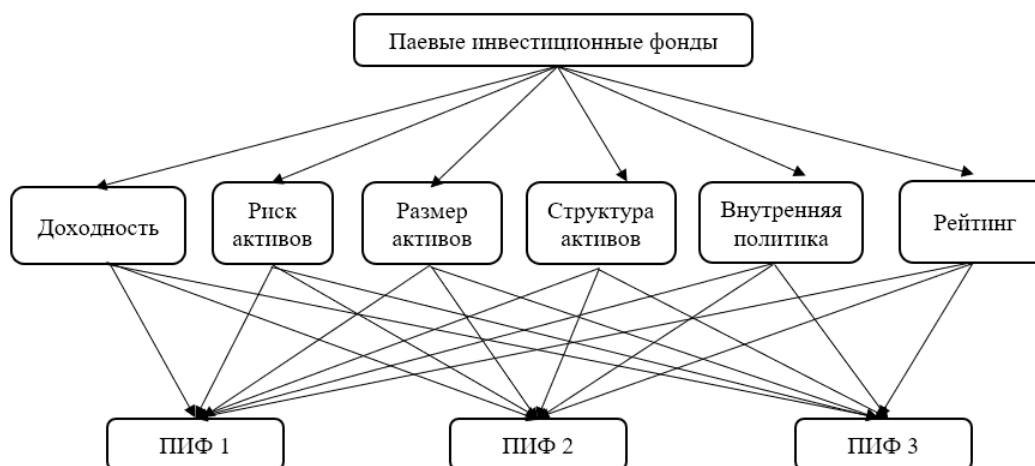 Паевые инвестиционные фонды
Доходность
Риск
активов
Размер
активов
Структура
активов
Внутренняя
политика
Рейтинг
ПИФ 1
ПИФ 2
ПИФ 3